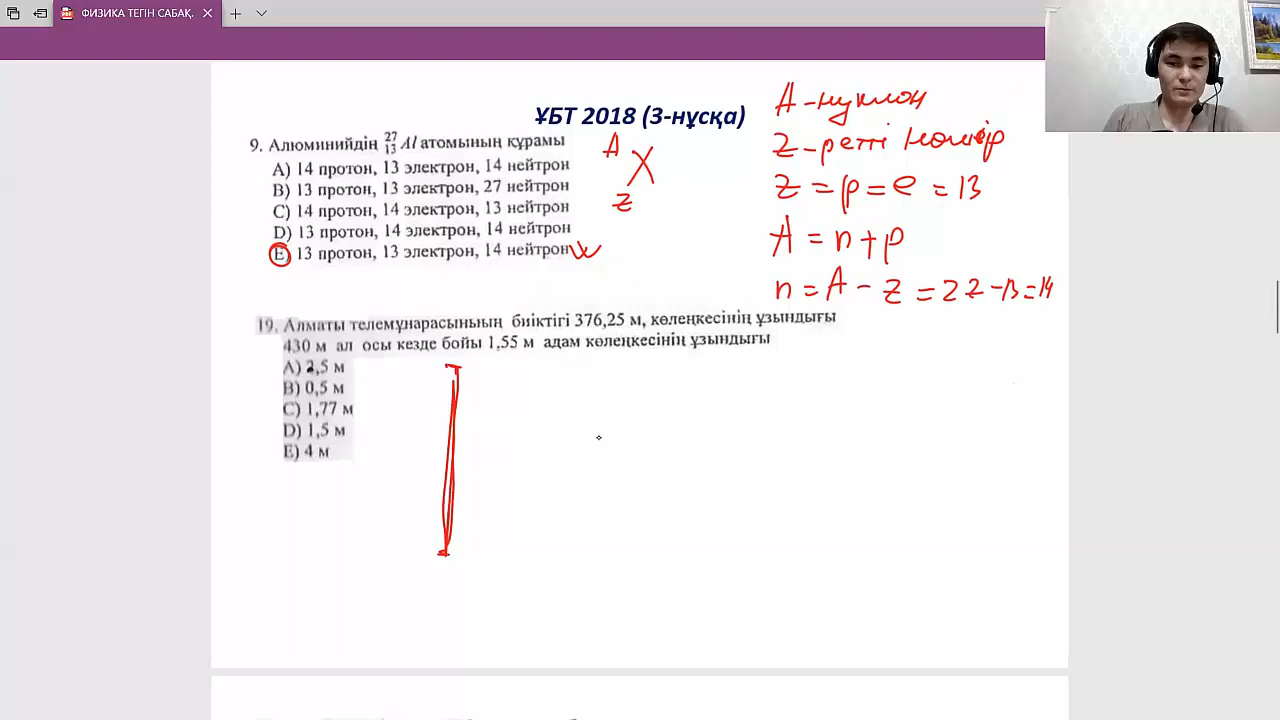 ФИЗИКА ТЕГІН САБАҚ.
ҰБТ 2018 (3-нұсқа)
9. Алюминийдің ²⁷₁₃Al атомының құрамы
A) 14 протон, 13 электрон, 14 нейтрон
B) 13 протон, 13 электрон, 27 нейтрон
C) 14 протон, 14 электрон, 13 нейтрон
D) 13 протон, 14 электрон, 14 нейтрон
E) 13 протон, 13 электрон, 14 нейтрон
A
X
Z
A - нуклон
Z - реттік номер
Z = p = e = 13
A = n + p
n = A - Z = 27 - 13 = 14
19. Алматы телемұнарасынының биіктігі 376,25 м, көлеңкесінің ұзындығы
430 м ал осы кезде бойы 1,55 м адам көлеңкесінің ұзындығы
A) 2,5 м
B) 0,5 м
C) 1,77 м
D) 1,5 м
E) 4 м